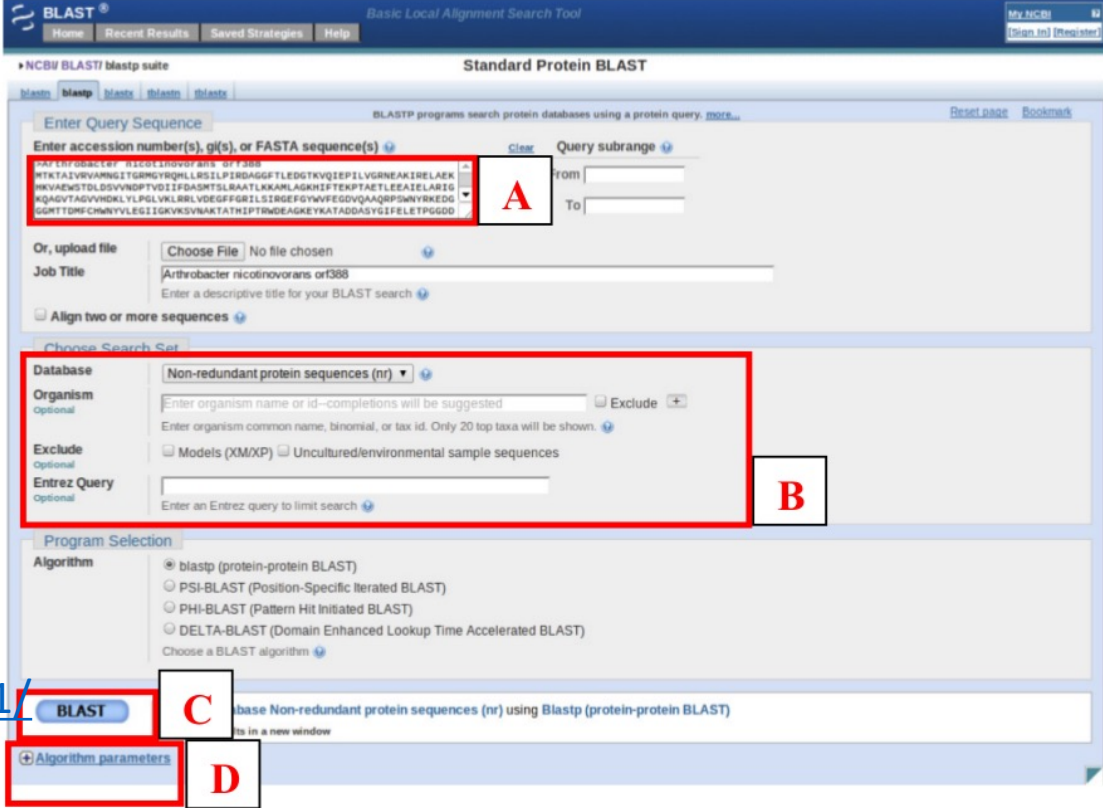 BLAST ® Basic Local Alignment Search Tool My NCBI
Home Recent Results Saved Strategies Help [Sign In] [Register]
NCBI/ BLAST/ blastp suite Standard Protein BLAST
blastn blastp blastx tblastn tblastx
BLASTP programs search protein databases using a protein query. more... Reset page Bookmark
Enter Query Sequence
Enter accession number(s), gi(s), or FASTA sequence(s) Clear Query subrange
>Arthrobacter nicotinovorans orf388
MTKTAIVRVAMNGITGRMGYRQHLLRSILPIRDAGGFTLEDGTKVQIEPILVGRNEAKIRELAEK
HKVAEWSTDLDSVVNDPTVDIIFDASMTSLRAATLKKAMLAGKHIFTEKPTAETLEEAIELARIG
KQAGVTAGVVHDKLYLPGLVKLRRLVDEGFFGRILSIRGEFGYWVFEGDVQAAQRPSWNYRKEDG
GGMTTDMFCHWNYVLEGIIGKVKSVNAKTATHIPTRWDEAGKEYKATADDASYGIFELETPGGDD
A
From
To
Or, upload file Choose File No file chosen
Job Title Arthrobacter nicotinovorans orf388
Enter a descriptive title for your BLAST search
Align two or more sequences
Choose Search Set
Database Non-redundant protein sequences (nr)
Organism
Optional
Enter organism name or id--completions will be suggested Exclude +
Enter organism common name, binomial, or tax id. Only 20 top taxa will be shown.
Exclude
Optional
Models (XM/XP) Uncultured/environmental sample sequences
Entrez Query
Optional
Enter an Entrez query to limit search
B
Program Selection
Algorithm
blastp (protein-protein BLAST)
PSI-BLAST (Position-Specific Iterated BLAST)
PHI-BLAST (Pattern Hit Initiated BLAST)
DELTA-BLAST (Domain Enhanced Lookup Time Accelerated BLAST)
Choose a BLAST algorithm
1/
BLAST C Non-redundant protein sequences (nr) using Blastp (protein-protein BLAST)
in a new window
Algorithm parameters D